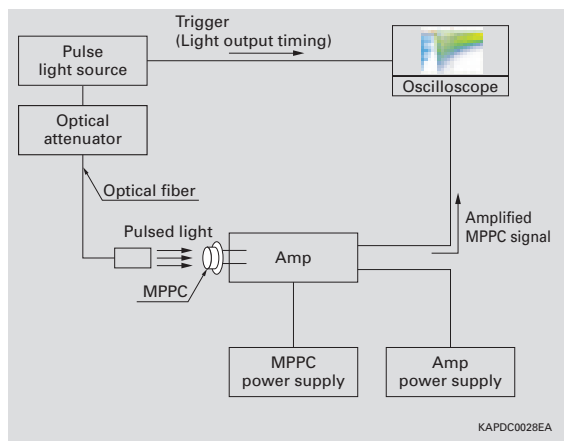 Trigger
(Light output timing)
Pulse
light source
Oscilloscope
Optical
attenuator
Optical fiber
Pulsed light
Amp
Amplified
MPPC signal
MPPC
MPPC
power supply
Amp
power supply
KAPDC0028EA